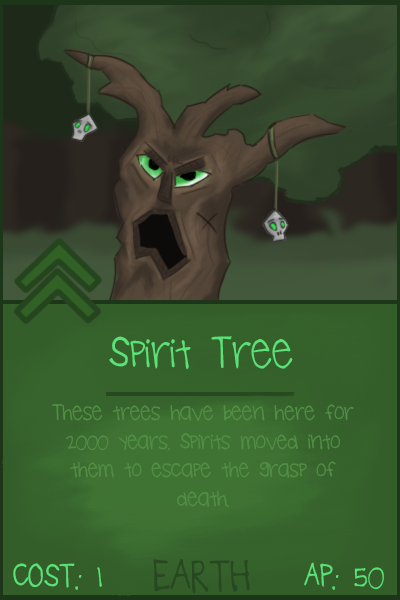 Spirit Tree
These trees have been here for
2000 years. Spirits moved into
them to escape the grasp of
death.
COST: 1 EARTH AP: 50